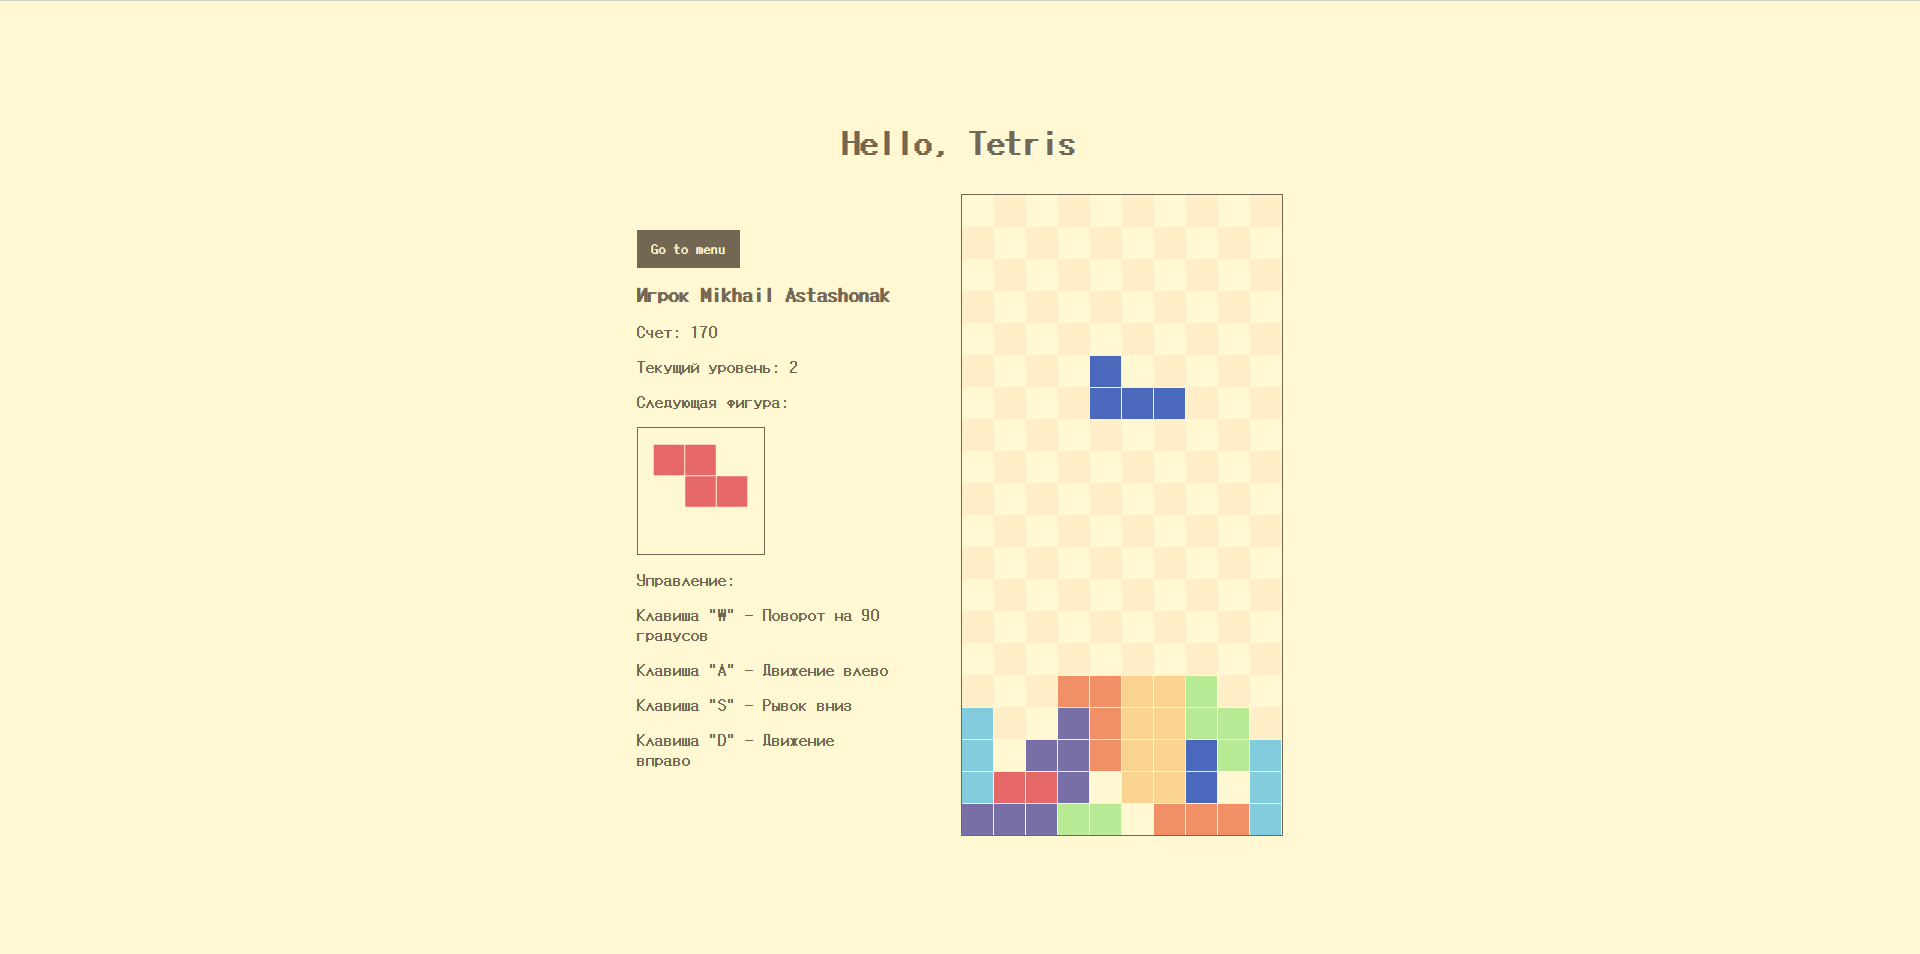 Hello, Tetris
Go to menu
Игрок Mikhail Astashonak
Счет: 170
Текущий уровень: 2
Следующая фигура:
Управление:
Клавиша "W" - Поворот на 90
градусов
Клавиша "A" - Движение влево
Клавиша "S" - Рывок вниз
Клавиша "D" - Движение
вправо